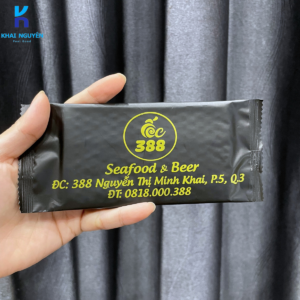 KHAI NGUYÊN
Ốc
388
Seafood & Beer
ĐC: 388 Nguyễn Thị Minh Khai, P.5, Q.3
ĐT: 0818.000.388